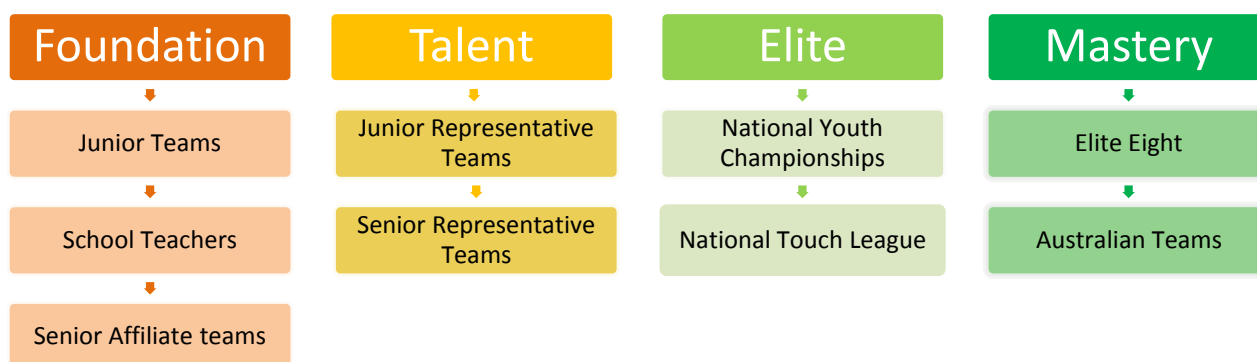 Foundation
Junior Teams
School Teachers
Senior Affiliate teams
Talent
Junior Representative
Teams
Senior Representative
Teams
Elite
National Youth
Championships
National Touch League
Mastery
Elite Eight
Australian Teams